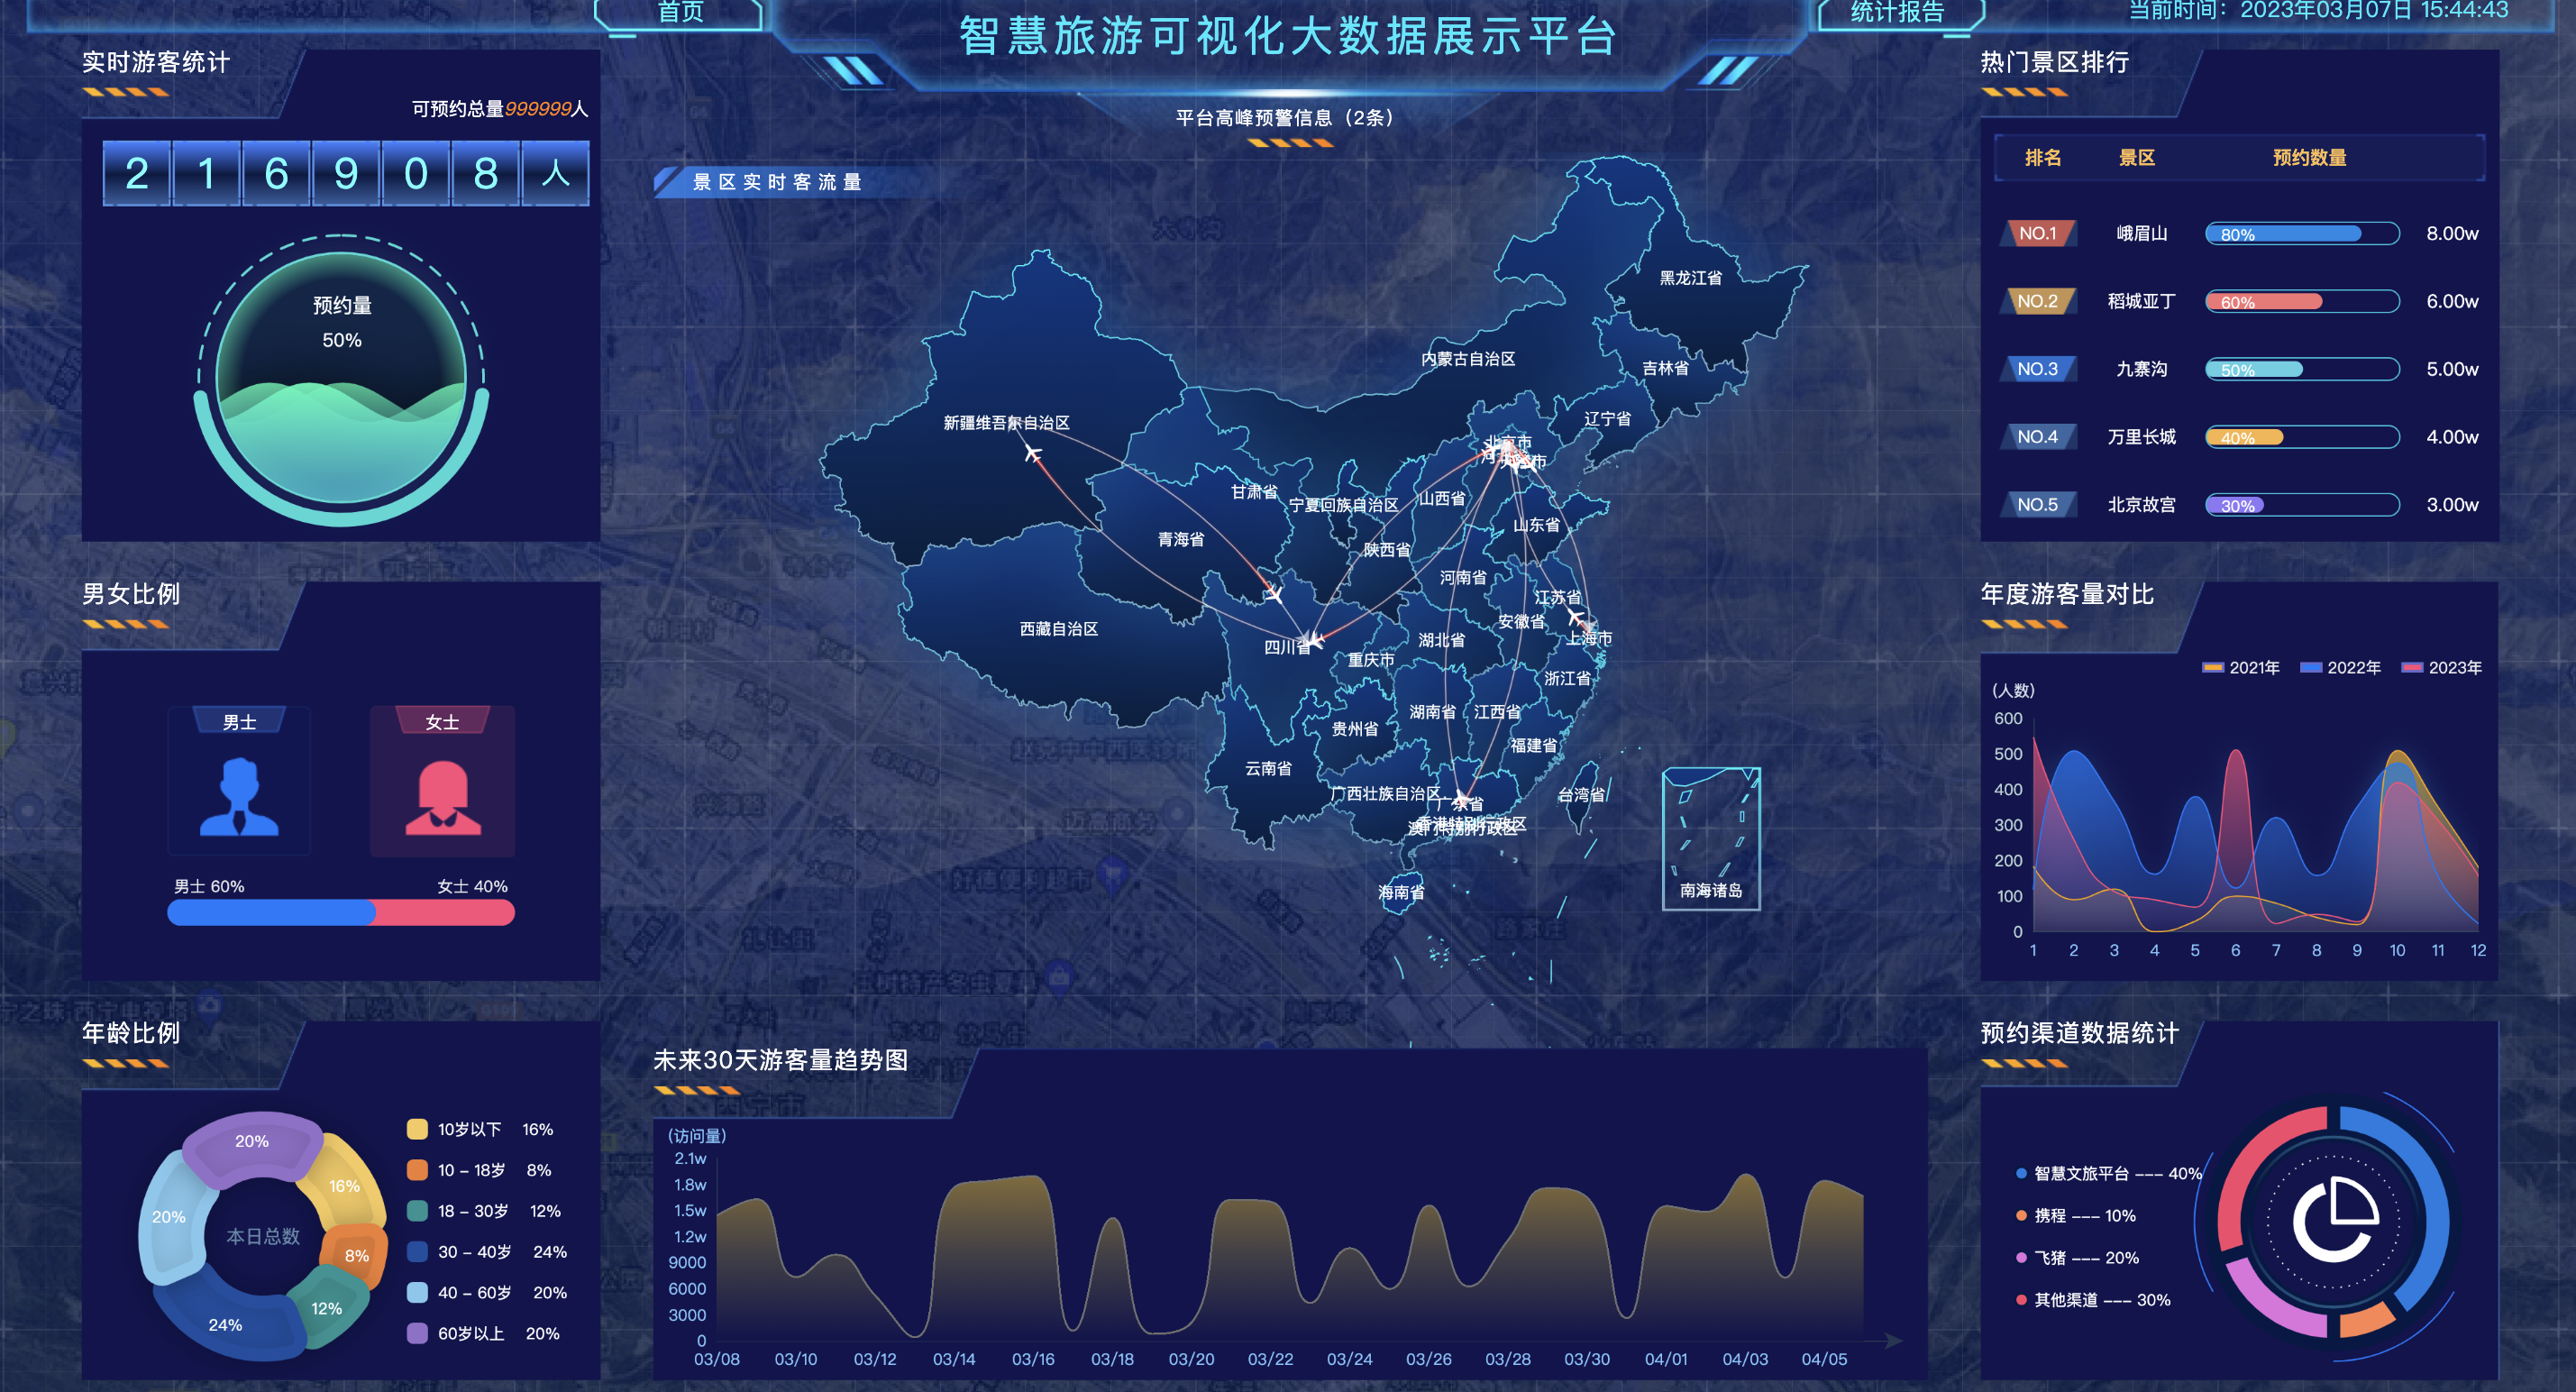 首页
智慧旅游可视化大数据展示平台
统计报告
当前时间：2023年03月07日 15:44:43
实时游客统计
可预约总量999999人
2 1 6 9 0 8 人
预约量
50%
男女比例
男士
女士
男士 60%
女士 40%
年龄比例
20%
16%
20%
8%
12%
24%
本日总数
10岁以下 16%
10 – 18岁 8%
18 – 30岁 12%
30 – 40岁 24%
40 – 60岁 20%
60岁以上 20%
平台高峰预警信息（2条）
景区实时客流量
黑龙江省
内蒙古自治区
吉林省
辽宁省
新疆维吾尔自治区
北京市
甘肃省
宁夏回族自治区
山西省
山东省
青海省
陕西省
河南省
江苏省
西藏自治区
安徽省
上海市
四川省
湖北省
重庆市
浙江省
湖南省
江西省
贵州省
福建省
云南省
广西壮族自治区
广东省
台湾省
香港特别行政区
澳门特别行政区
海南省
南海诸岛
未来30天游客量趋势图
(访问量)
2.1w
1.8w
1.5w
1.2w
9000
6000
3000
0
03/08 03/10 03/12 03/14 03/16 03/18 03/20 03/22 03/24 03/26 03/28 03/30 04/01 04/03 04/05
热门景区排行
排名 景区 预约数量
NO.1 峨眉山 80% 8.00w
NO.2 稻城亚丁 60% 6.00w
NO.3 九寨沟 50% 5.00w
NO.4 万里长城 40% 4.00w
NO.5 北京故宫 30% 3.00w
年度游客量对比
2021年 2022年 2023年
(人数)
600
500
400
300
200
100
0
1 2 3 4 5 6 7 8 9 10 11 12
预约渠道数据统计
智慧文旅平台 ––– 40%
携程 ––– 10%
飞猪 ––– 20%
其他渠道 ––– 30%